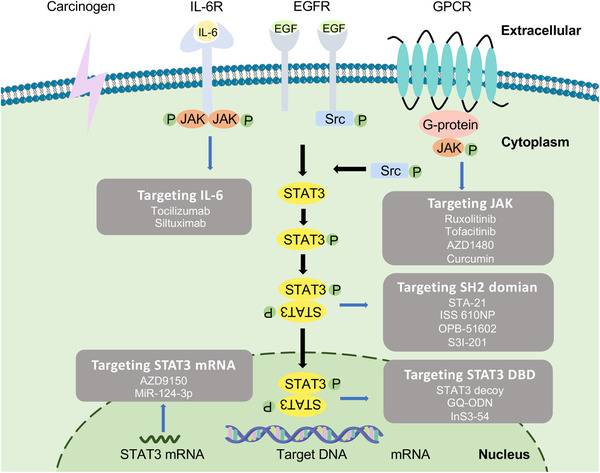 Carcinogen
IL-6R
EGFR
GPCR
Extracellular
IL-6
EGF
EGF
P
JAK
JAK
P
Src
P
G-protein
JAK
P
Cytoplasm
Src
P
Targeting IL-6
Tocilizumab
Siltuximab
STAT3
Targeting JAK
Ruxolitinib
Tofacitinib
AZD1480
Curcumin
STAT3
P
STAT3
P
P
STAT3
Targeting SH2 domian
STA-21
ISS 610NP
OPB-51602
S3I-201
Targeting STAT3 mRNA
AZD9150
MiR-124-3p
STAT3
P
STAT3
Targeting STAT3 DBD
STAT3 decoy
GQ-ODN
InS3-54
STAT3 mRNA
Target DNA
mRNA
Nucleus